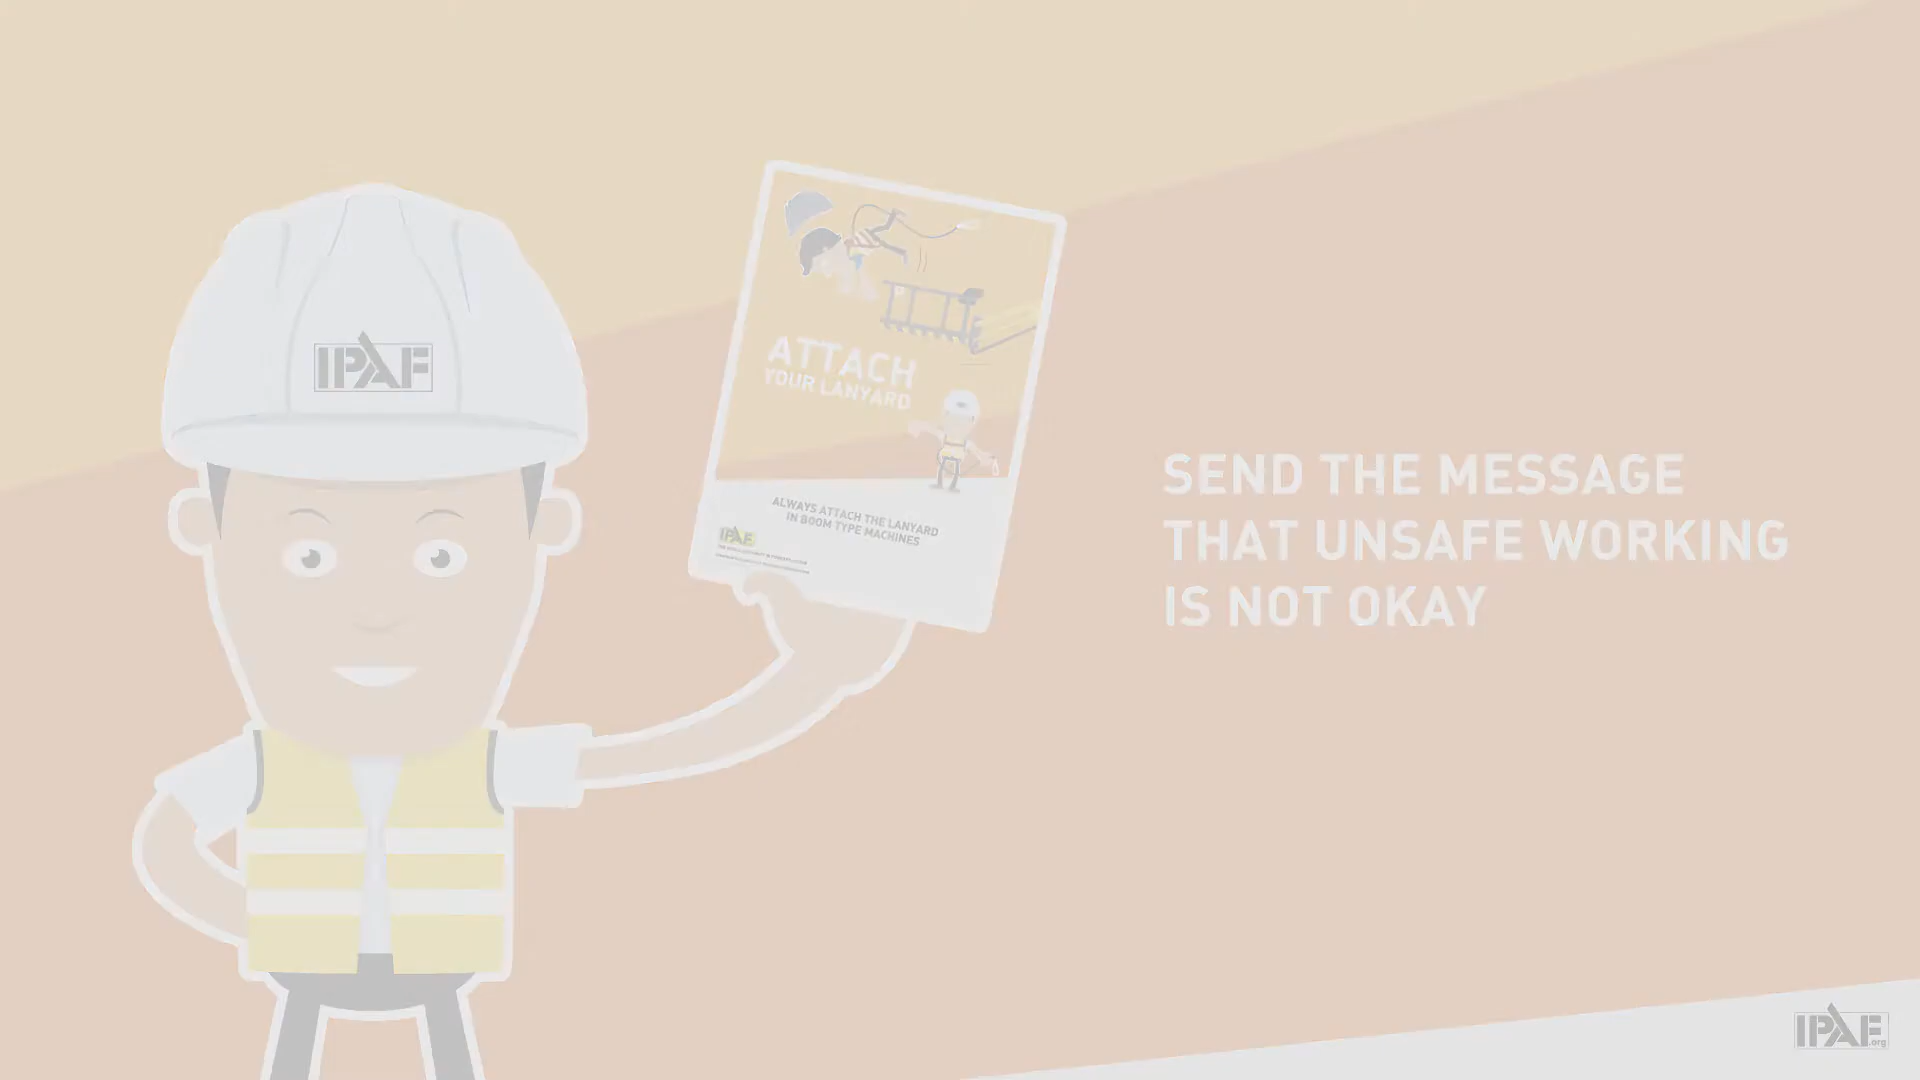 IPAF
ATTACH
YOUR LANYARD
ALWAYS ATTACH THE LANYARD
IN BOOM TYPE MACHINES
IPAF
SEND THE MESSAGE
THAT UNSAFE WORKING
IS NOT OKAY
IPAF.org